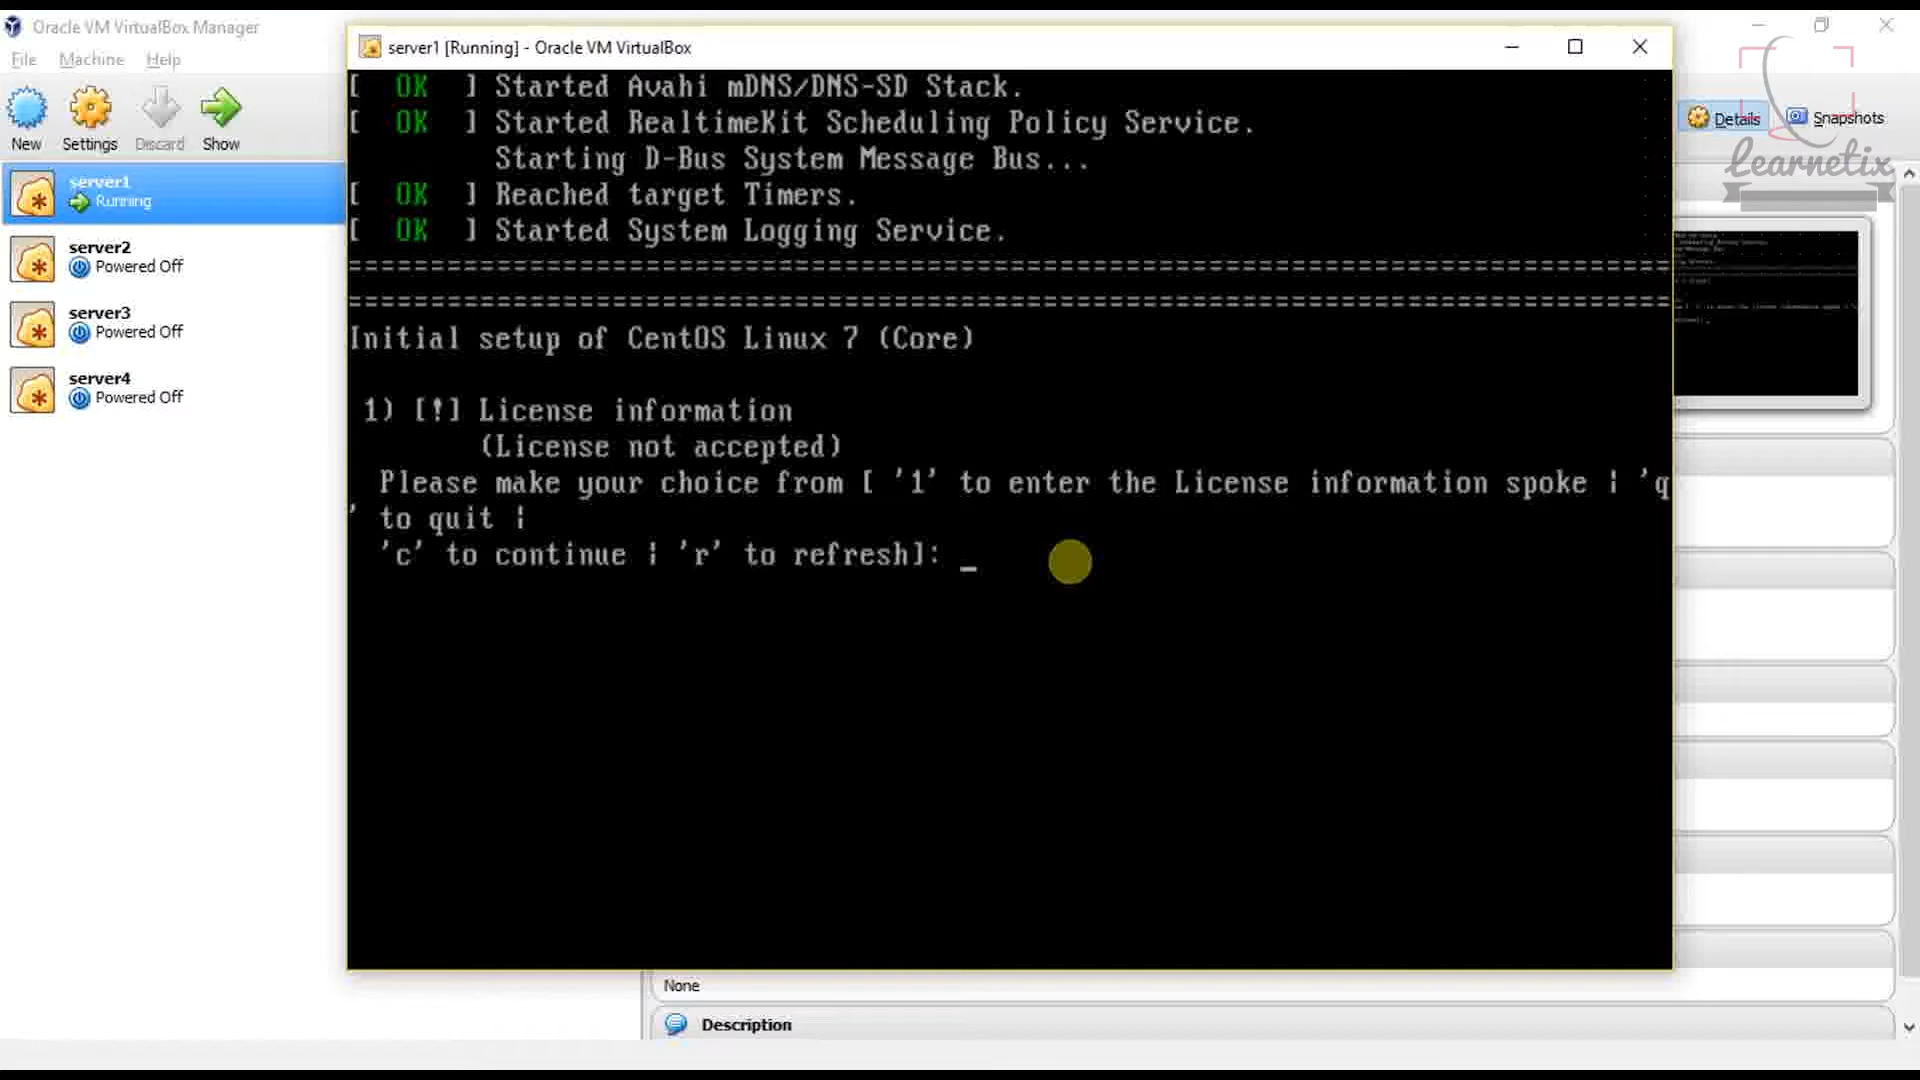 Oracle VM VirtualBox Manager
File Machine Help
New Settings Discard Show
server1
Running
server2
Powered Off
server3
Powered Off
server4
Powered Off
server1 [Running] - Oracle VM VirtualBox
[  OK  ] Started Avahi mDNS/DNS-SD Stack.
[  OK  ] Started RealtimeKit Scheduling Policy Service.
Starting D-Bus System Message Bus...
[  OK  ] Reached target Timers.
[  OK  ] Started System Logging Service.
================================================================================
================================================================================
Initial setup of CentOS Linux 7 (Core)
1) [!] License information
(License not accepted)
Please make your choice from [ '1' to enter the License information spoke | 'q
' to quit |
'c' to continue | 'r' to refresh]: _
Details Snapshots
Learnetix
None
Description